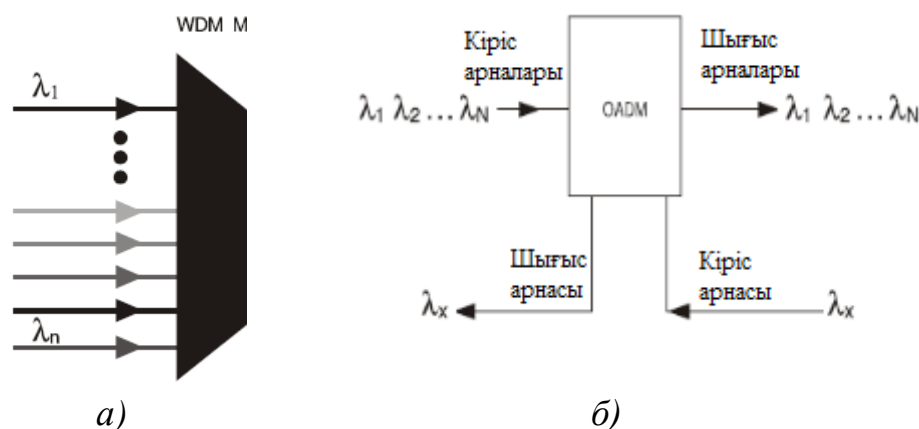 WDM M
λ1
λn
а)
Кіріс
арналары
λ1 λ2 ... λN
OADM
Шығыс
арналары
λ1 λ2 ... λN
Шығыс
арнасы
λx
Кіріс
арнасы
λx
б)